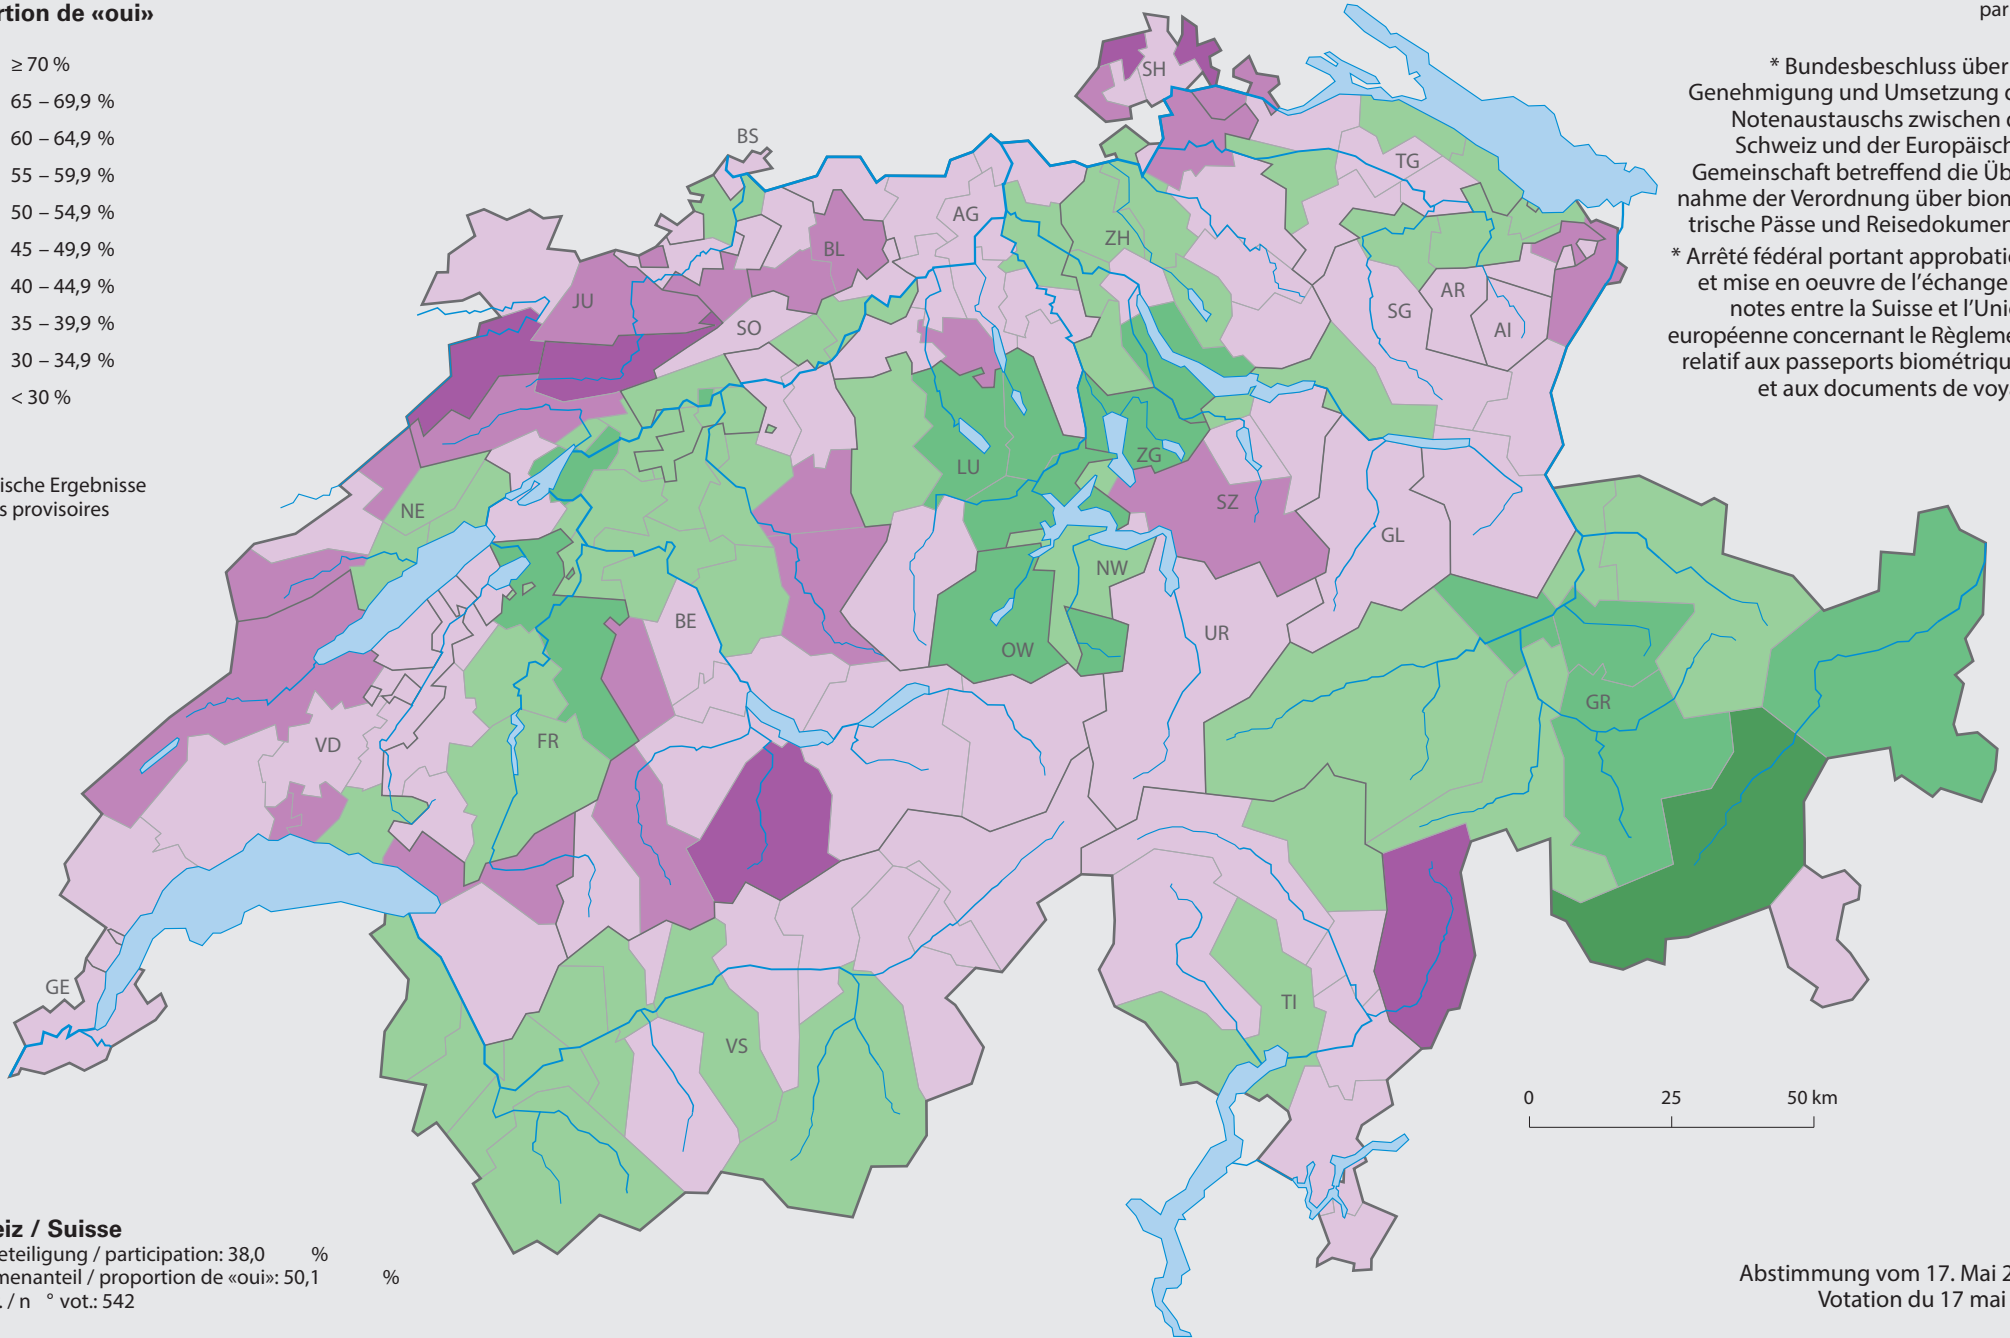 rtion de «oui»
≥ 70 %
65 – 69,9 %
60 – 64,9 %
55 – 59,9 %
50 – 54,9 %
45 – 49,9 %
40 – 44,9 %
35 – 39,9 %
30 – 34,9 %
< 30 %
ische Ergebnisse
s provisoires
par
* Bundesbeschluss über
Genehmigung und Umsetzung d
Notenaustauschs zwischen
Schweiz und der Europäisch
Gemeinschaft betreffend die Üb
nahme der Verordnung über biom
trische Pässe und Reisedokumen
* Arrêté fédéral portant approbati
et mise en oeuvre de l'échange
notes entre la Suisse et l'Uni
européenne concernant le Règleme
relatif aux passeports biométriqu
et aux documents de voya
BS
SH
TG
AG
ZH
BL
JU
SO
SG
AR
AI
LU
ZG
NE
SZ
GL
NW
BE
UR
OW
GR
FR
VD
GE
VS
TI
0 25 50 km
eiz / Suisse
eteiligung / participation: 38,0 %
menanteil / proportion de «oui»: 50,1 %
. / n ° vot.: 542
Abstimmung vom 17. Mai 2
Votation du 17 mai